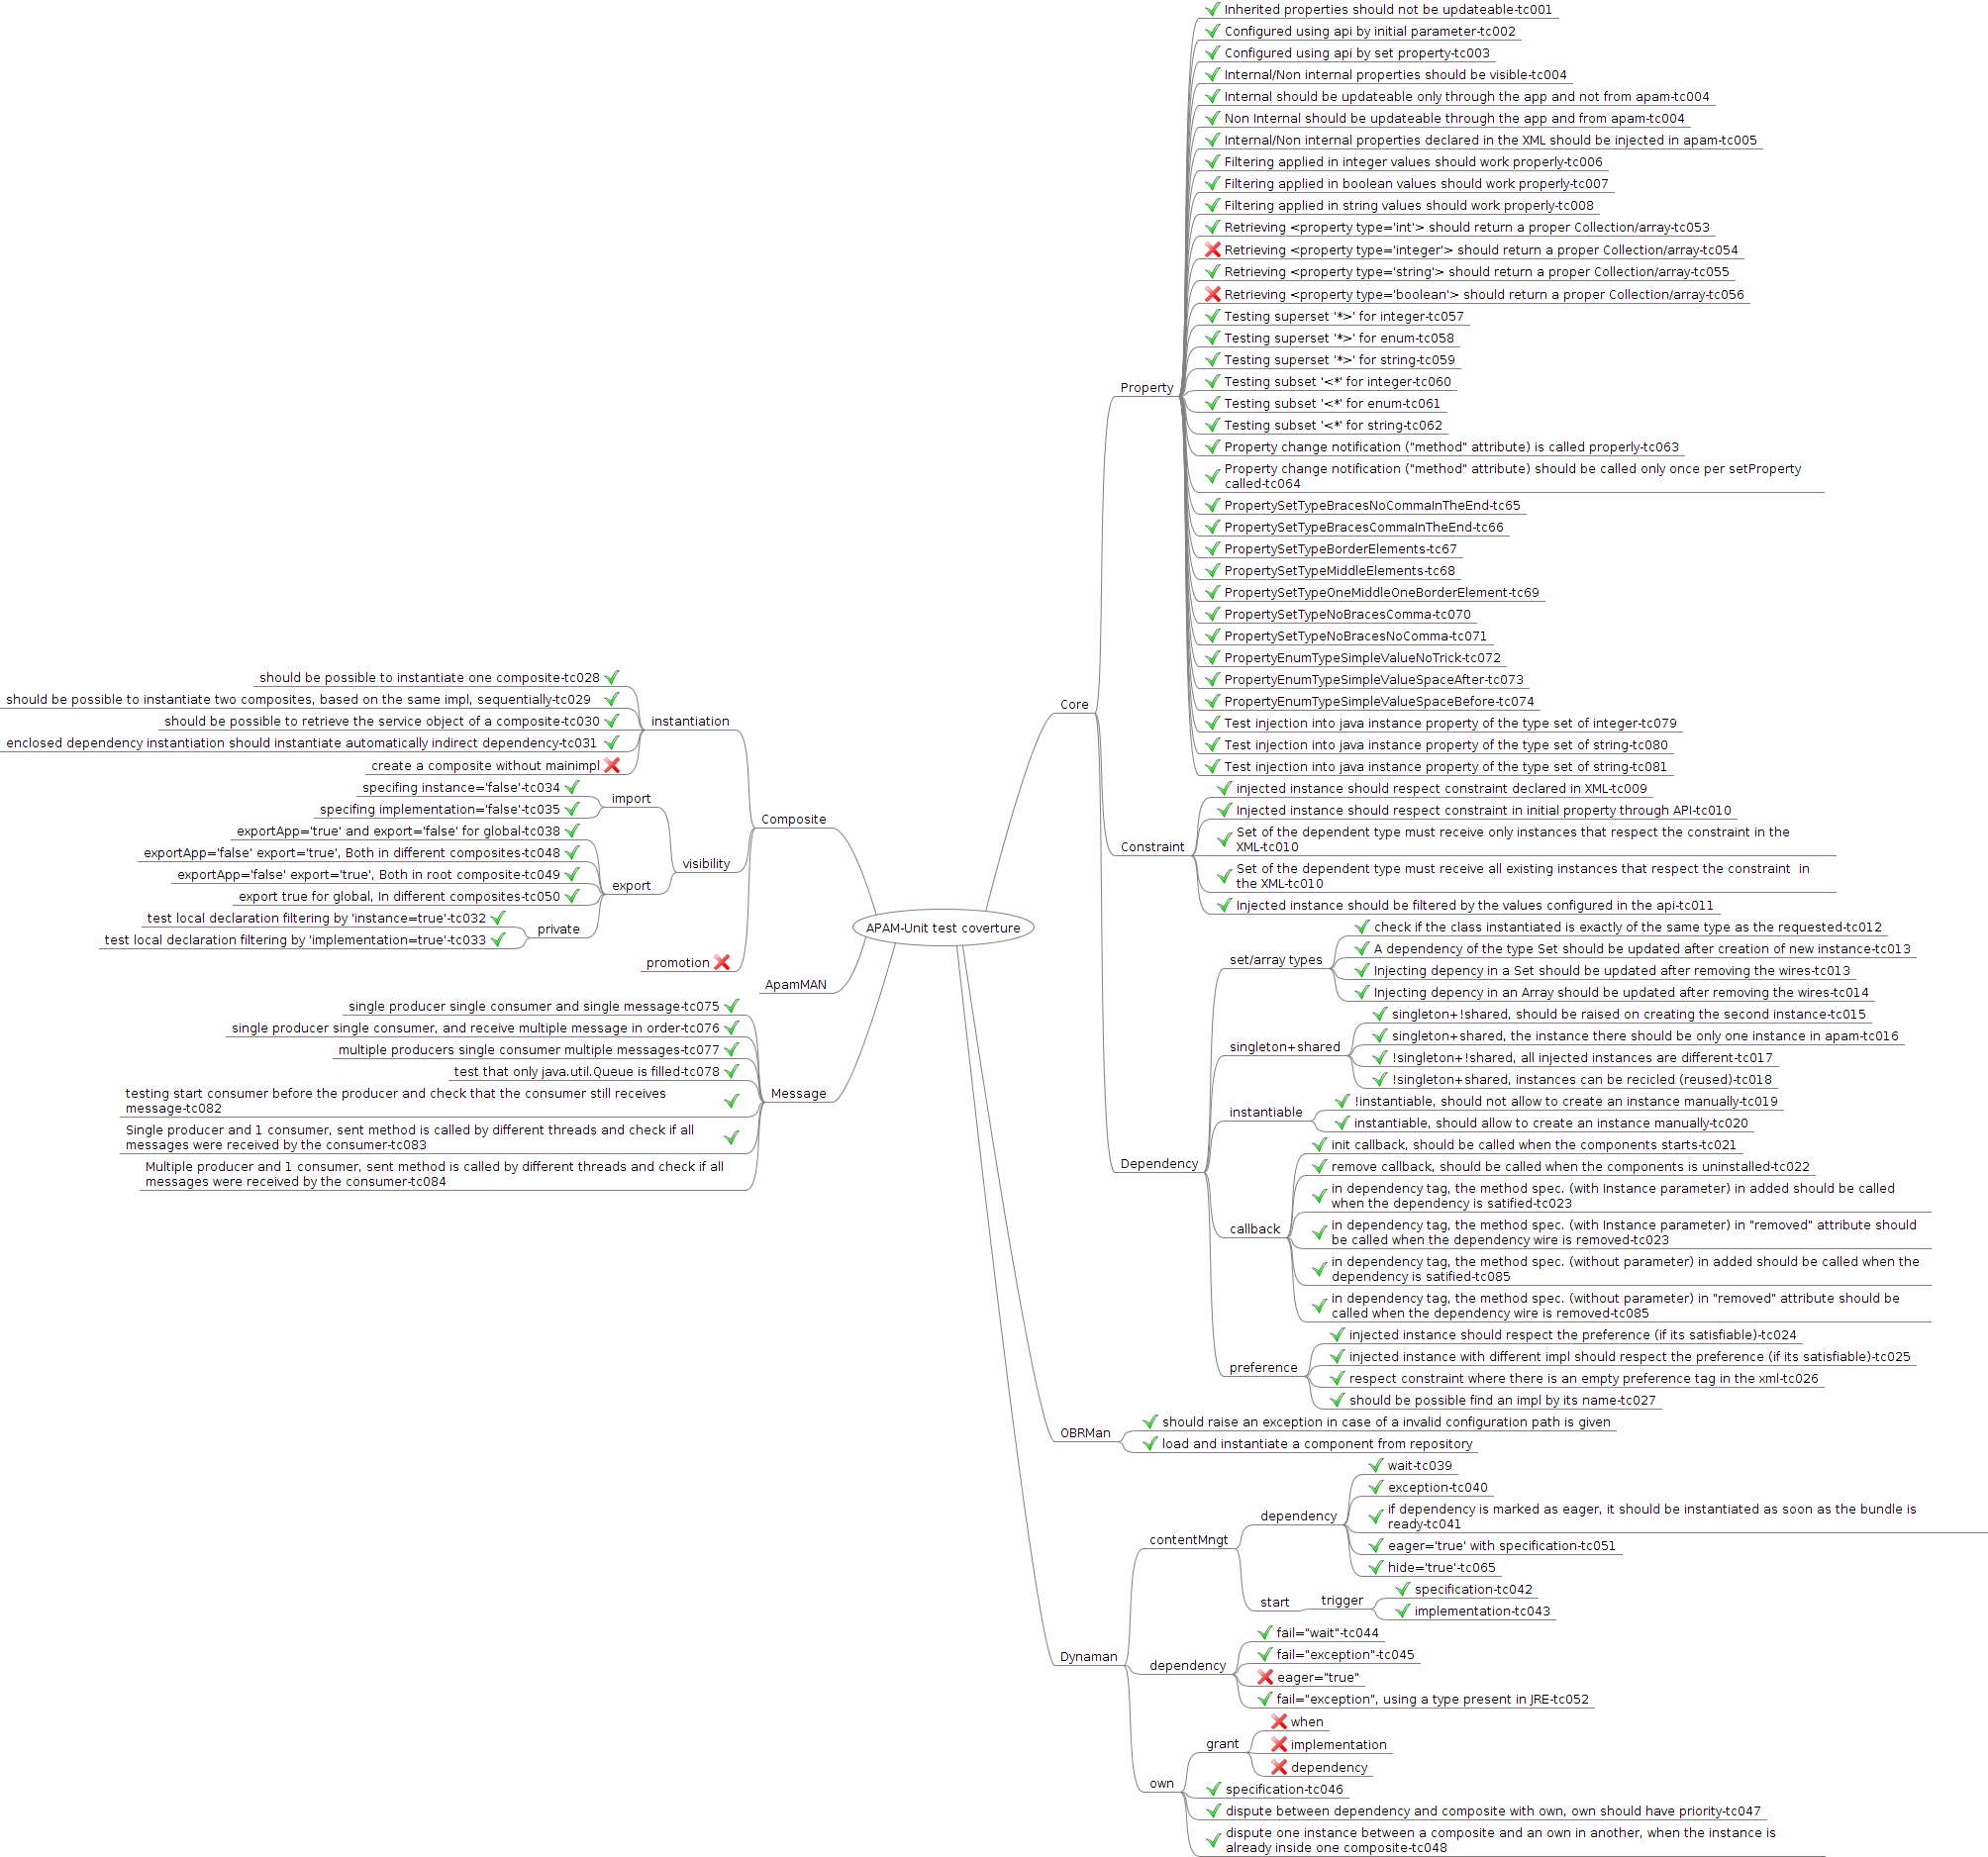 APAM-Unit test coverture
Core
Property
Inherited properties should not be updateable-tc001
Configured using api by initial parameter-tc002
Configured using api by set property-tc003
Internal/Non internal properties should be visible-tc004
Internal should be updateable only through the app and not from apam-tc004
Non Internal should be updateable through the app and from apam-tc004
Internal/Non internal properties declared in the XML should be injected in apam-tc005
Filtering applied in integer values should work properly-tc006
Filtering applied in boolean values should work properly-tc007
Filtering applied in string values should work properly-tc008
Retrieving <property type='int'> should return a proper Collection/array-tc053
Retrieving <property type='integer'> should return a proper Collection/array-tc054
Retrieving <property type='string'> should return a proper Collection/array-tc055
Retrieving <property type='boolean'> should return a proper Collection/array-tc056
Testing superset '*>' for integer-tc057
Testing superset '*>' for enum-tc058
Testing superset '*>' for string-tc059
Testing subset '<*' for integer-tc060
Testing subset '<*' for enum-tc061
Testing subset '<*' for string-tc062
Property change notification ("method" attribute) is called properly-tc063
Property change notification ("method" attribute) should be called only once per setProperty
called-tc064
PropertySetTypeBracesNoCommaInTheEnd-tc65
PropertySetTypeBracesCommaInTheEnd-tc66
PropertySetTypeBorderElements-tc67
PropertySetTypeMiddleElements-tc68
PropertySetTypeOneMiddleOneBorderElement-tc69
PropertySetTypeNoBracesComma-tc070
PropertySetTypeNoBracesNoComma-tc071
PropertyEnumTypeSimpleValueNoTrick-tc072
PropertyEnumTypeSimpleValueSpaceAfter-tc073
PropertyEnumTypeSimpleValueSpaceBefore-tc074
Test injection into java instance property of the type set of integer-tc079
Test injection into java instance property of the type set of string-tc080
Test injection into java instance property of the type set of string-tc081
Constraint
injected instance should respect constraint declared in XML-tc009
Injected instance should respect constraint in initial property through API-tc010
Set of the dependent type must receive only instances that respect the constraint in the
XML-tc010
Set of the dependent type must receive all existing instances that respect the constraint  in
the XML-tc010
Injected instance should be filtered by the values configured in the api-tc011
Dependency
set/array types
check if the class instantiated is exactly of the same type as the requested-tc012
A dependency of the type Set should be updated after creation of new instance-tc013
Injecting depency in a Set should be updated after removing the wires-tc013
Injecting depency in an Array should be updated after removing the wires-tc014
singleton+shared
singleton+!shared, should be raised on creating the second instance-tc015
singleton+shared, the instance there should be only one instance in apam-tc016
!singleton+!shared, all injected instances are different-tc017
!singleton+shared, instances can be recicled (reused)-tc018
instantiable
!instantiable, should not allow to create an instance manually-tc019
instantiable, should allow to create an instance manually-tc020
callback
init callback, should be called when the components starts-tc021
remove callback, should be called when the components is uninstalled-tc022
in dependency tag, the method spec. (with Instance parameter) in added should be called
when the dependency is satified-tc023
in dependency tag, the method spec. (with Instance parameter) in "removed" attribute should
be called when the dependency wire is removed-tc023
in dependency tag, the method spec. (without parameter) in added should be called when the
dependency is satified-tc085
in dependency tag, the method spec. (without parameter) in "removed" attribute should be
called when the dependency wire is removed-tc085
preference
injected instance should respect the preference (if its satisfiable)-tc024
injected instance with different impl should respect the preference (if its satisfiable)-tc025
respect constraint where there is an empty preference tag in the xml-tc026
should be possible find an impl by its name-tc027
OBRMan
should raise an exception in case of a invalid configuration path is given
load and instantiate a component from repository
Dynaman
contentMngt
dependency
wait-tc039
exception-tc040
if dependency is marked as eager, it should be instantiated as soon as the bundle is
ready-tc041
eager='true' with specification-tc051
hide='true'-tc065
start
trigger
specification-tc042
implementation-tc043
dependency
fail="wait"-tc044
fail="exception"-tc045
eager="true"
fail="exception", using a type present in JRE-tc052
own
grant
when
implementation
dependency
specification-tc046
dispute between dependency and composite with own, own should have priority-tc047
dispute one instance between a composite and an own in another, when the instance is
already inside one composite-tc048
Composite
instantiation
should be possible to instantiate one composite-tc028
should be possible to instantiate two composites, based on the same impl, sequentially-tc029
should be possible to retrieve the service object of a composite-tc030
enclosed dependency instantiation should instantiate automatically indirect dependency-tc031
create a composite without mainimpl
visibility
import
specifing instance='false'-tc034
specifing implementation='false'-tc035
export
exportApp='true' and export='false' for global-tc038
exportApp='false' export='true', Both in different composites-tc048
exportApp='false' export='true', Both in root composite-tc049
export true for global, In different composites-tc050
private
test local declaration filtering by 'instance=true'-tc032
test local declaration filtering by 'implementation=true'-tc033
promotion
ApamMAN
Message
single producer single consumer and single message-tc075
single producer single consumer, and receive multiple message in order-tc076
multiple producers single consumer multiple messages-tc077
test that only java.util.Queue is filled-tc078
testing start consumer before the producer and check that the consumer still receives
message-tc082
Single producer and 1 consumer, sent method is called by different threads and check if all
messages were received by the consumer-tc083
Multiple producer and 1 consumer, sent method is called by different threads and check if all
messages were received by the consumer-tc084